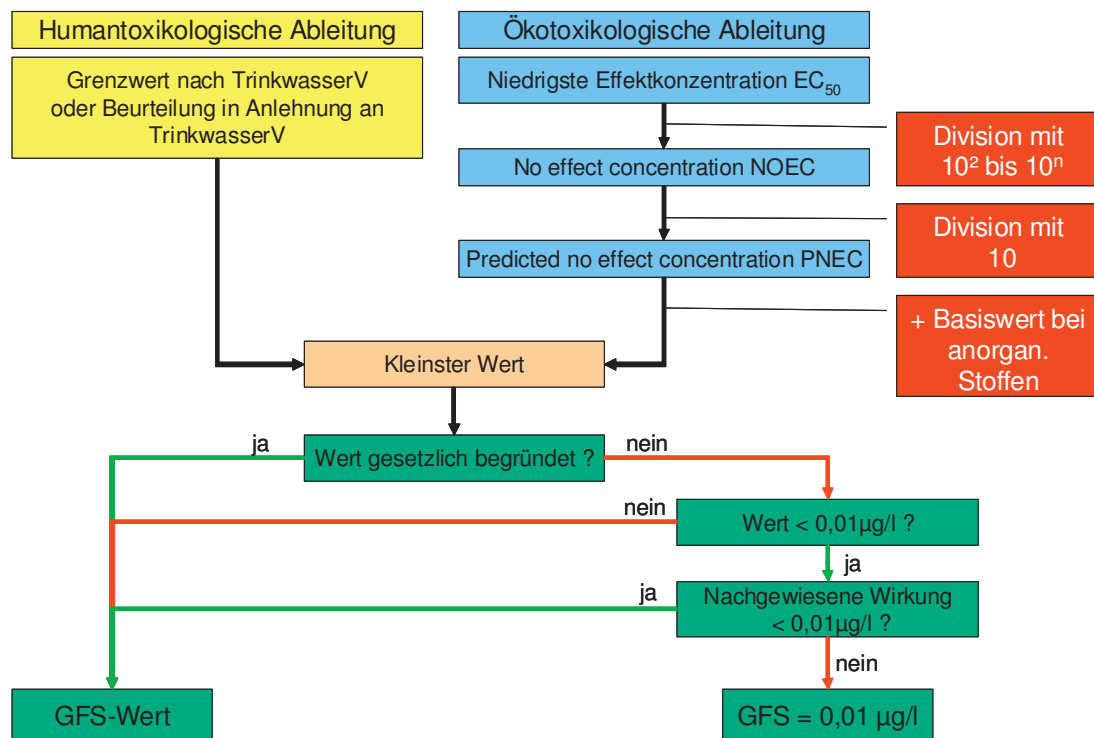 Humantoxikologische Ableitung
Grenzwert nach TrinkwasserV
oder Beurteilung in Anlehnung an
TrinkwasserV
Ökotoxikologische Ableitung
Niedrigste Effektkonzentration EC₅₀
Division mit
10² bis 10ⁿ
No effect concentration NOEC
Division mit
10
Predicted no effect concentration PNEC
+ Basiswert bei
anorgan.
Stoffen
Kleinster Wert
ja
Wert gesetzlich begründet ?
nein
nein
Wert < 0,01µg/l ?
ja
ja
Nachgewiesene Wirkung
< 0,01µg/l ?
nein
GFS-Wert
GFS = 0,01 µg/l